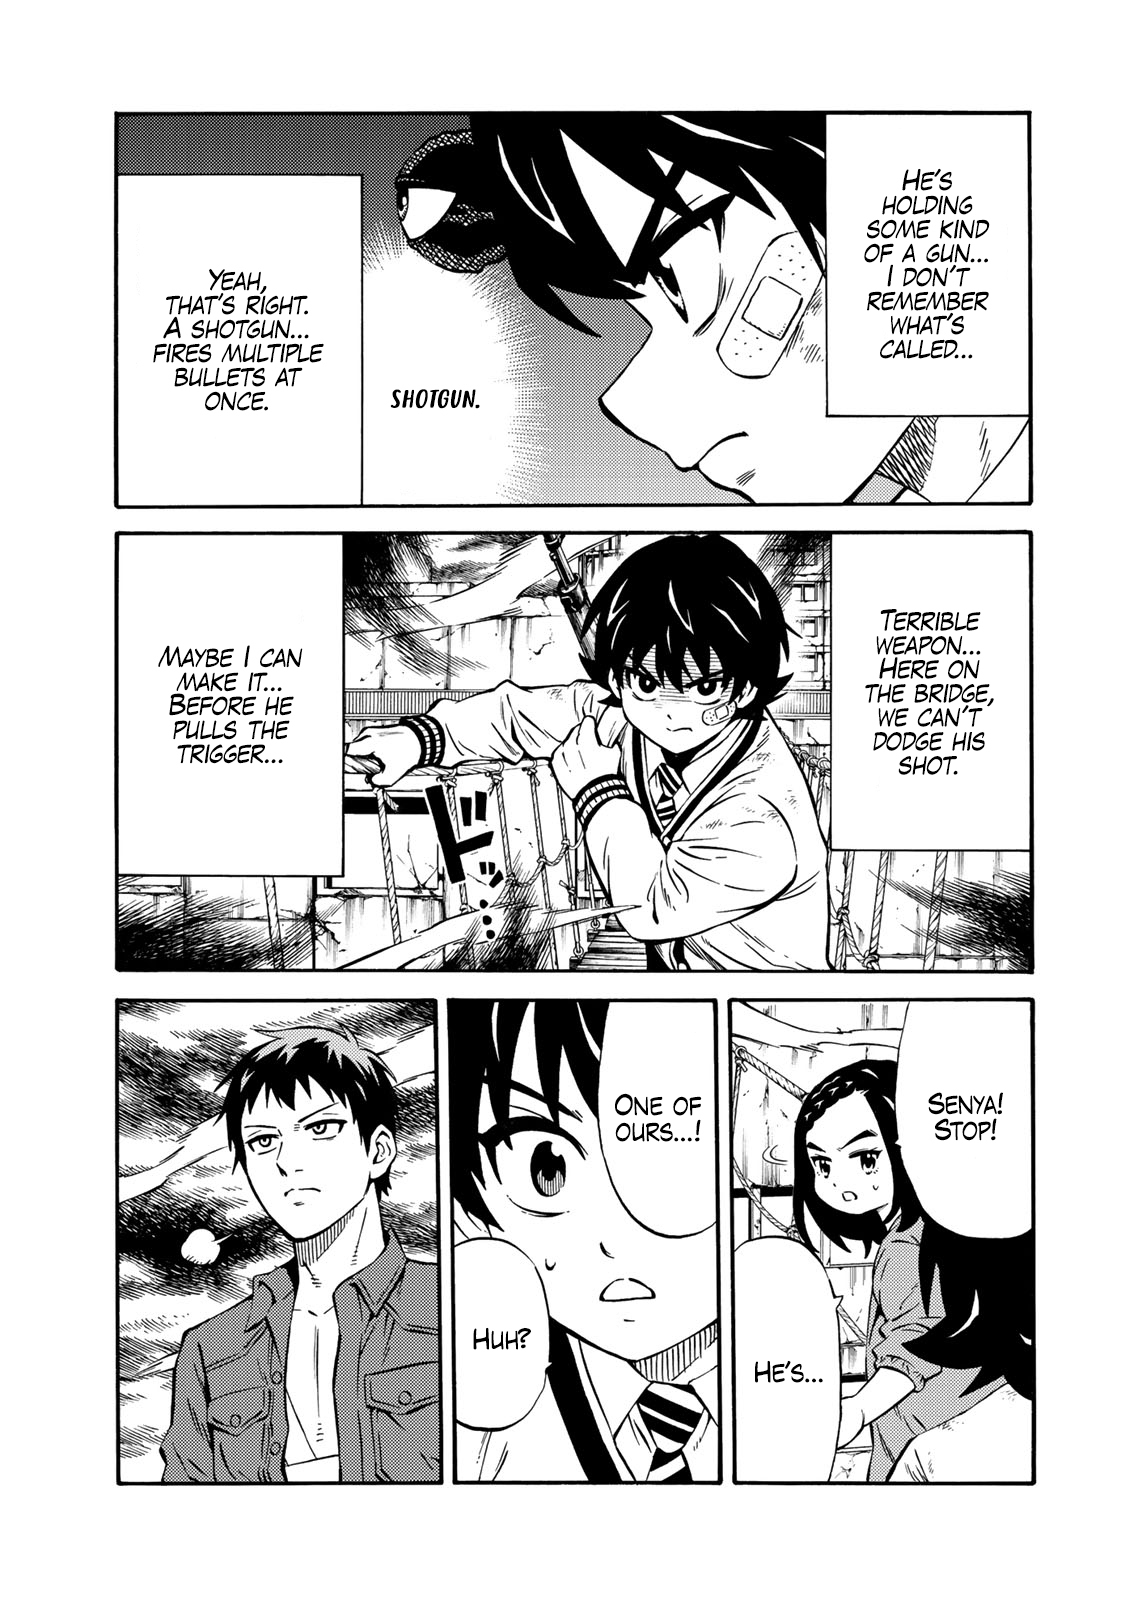 HE'S
HOLDING
SOME KIND
OF A GUN...
I DON'T
REMEMBER
WHAT'S
CALLED...
SHOTGUN.
YEAH,
THAT'S RIGHT.
A SHOTGUN...
FIRES MULTIPLE
BULLETS AT
ONCE.
TERRIBLE
WEAPON...
HERE ON
THE BRIDGE,
WE CAN'T
DODGE HIS
SHOT.
ドッ…
MAYBE I CAN
MAKE IT...
BEFORE HE
PULLS THE
TRIGGER...
SENYA!
STOP!
HE'S...
ONE OF
OURS...!
HUH?